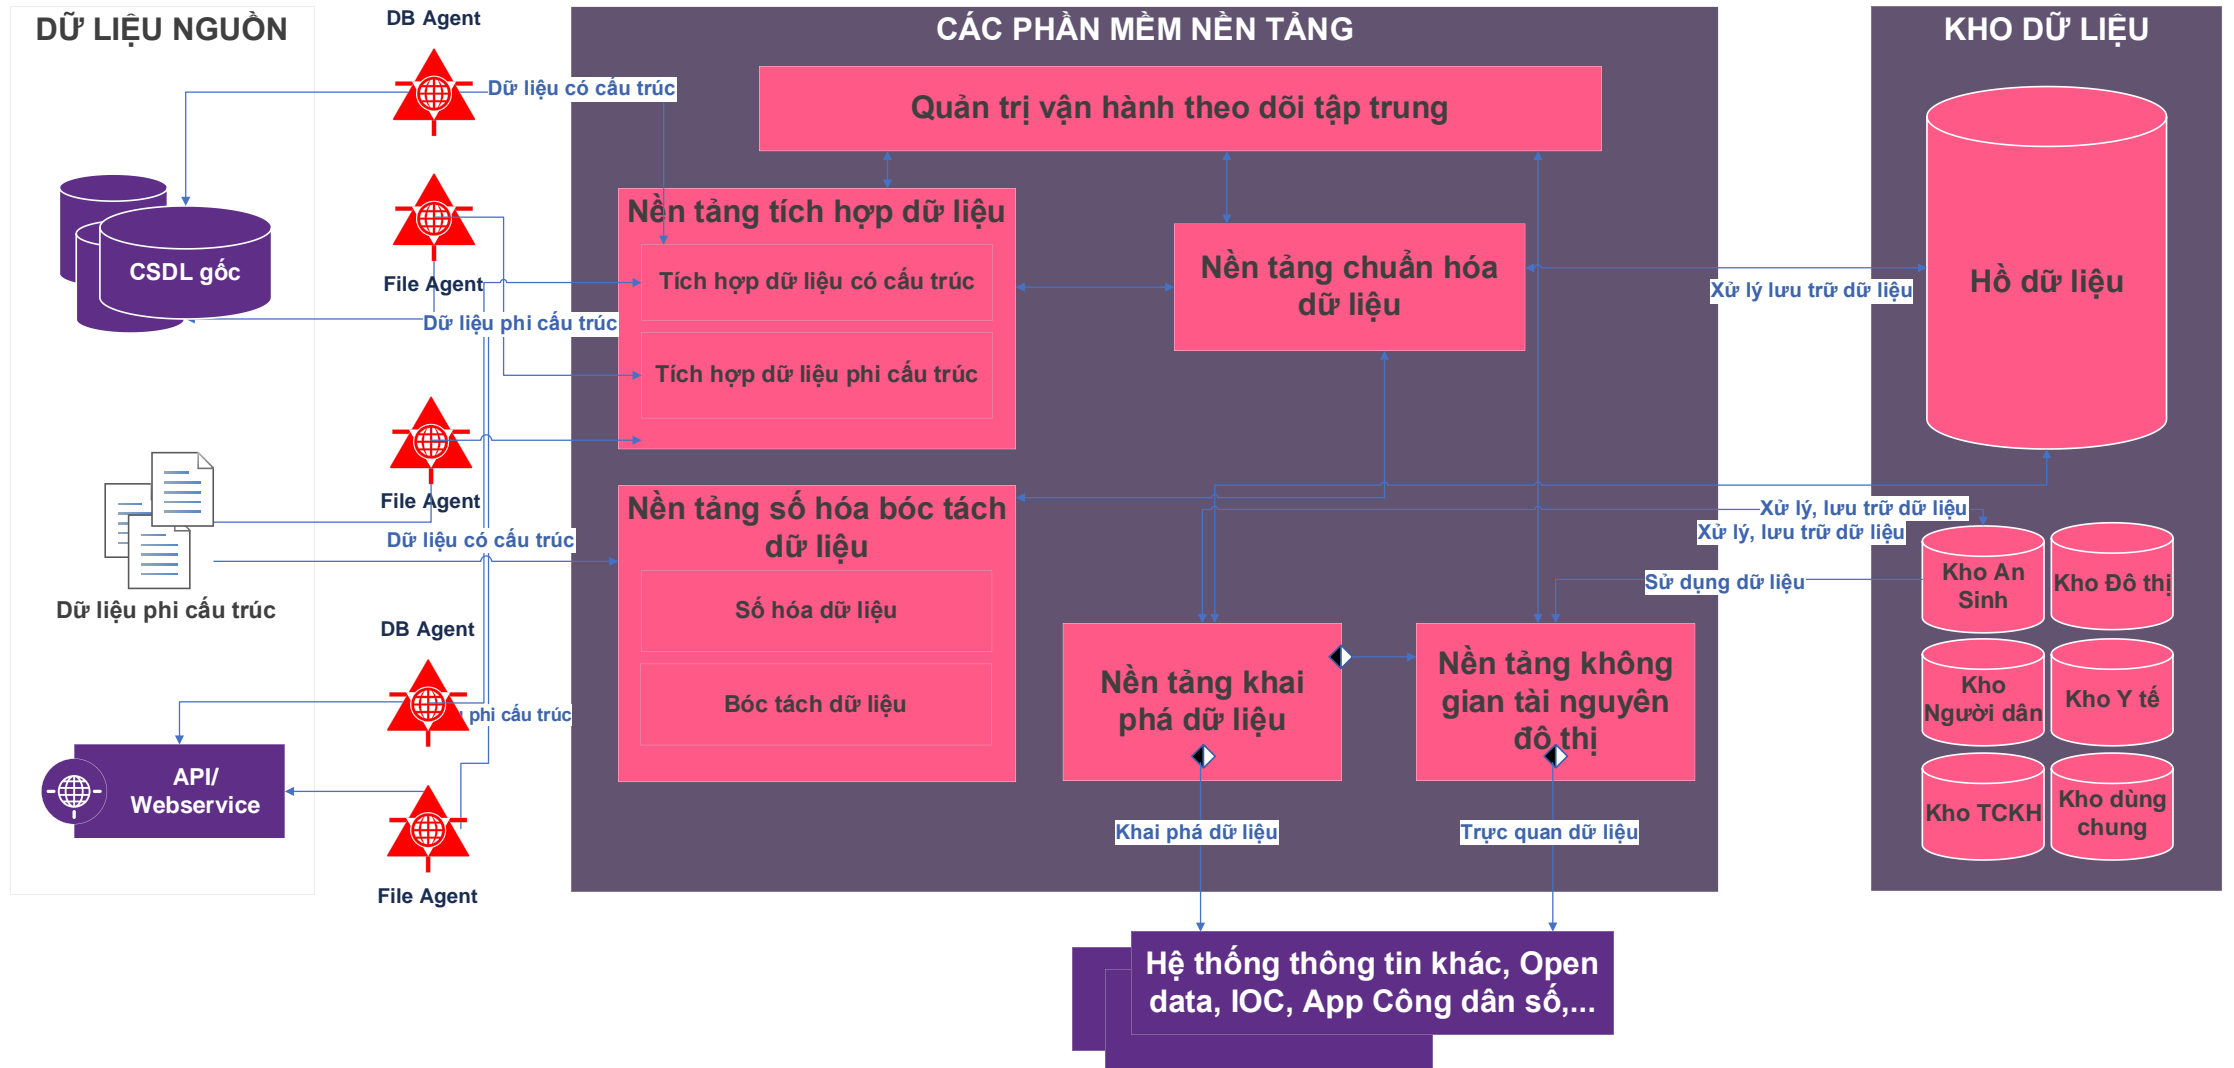 DỮ LIỆU NGUỒN
CSDL gốc
Dữ liệu phi cấu trúc
API/
Webservice
DB Agent
Dữ liệu có cấu trúc
File Agent
Dữ liệu phi cấu trúc
File Agent
Dữ liệu có cấu trúc
DB Agent
phi cấu trúc
File Agent
CÁC PHẦN MỀM NỀN TẢNG
Quản trị vận hành theo dõi tập trung
Nền tảng tích hợp dữ liệu
Tích hợp dữ liệu có cấu trúc
Tích hợp dữ liệu phi cấu trúc
Nền tảng chuẩn hóa
dữ liệu
Nền tảng số hóa bóc tách
dữ liệu
Số hóa dữ liệu
Bóc tách dữ liệu
Nền tảng khai
phá dữ liệu
Nền tảng không
gian tài nguyên
đô thị
Khai phá dữ liệu
Trực quan dữ liệu
Xử lý lưu trữ dữ liệu
Xử lý, lưu trữ dữ liệu
Xử lý, lưu trữ dữ liệu
Sử dụng dữ liệu
KHO DỮ LIỆU
Hồ dữ liệu
Kho An
Sinh
Kho Đô thị
Kho
Người dân
Kho Y tế
Kho TCKH
Kho dùng
chung
Hệ thống thông tin khác, Open
data, IOC, App Công dân số,...